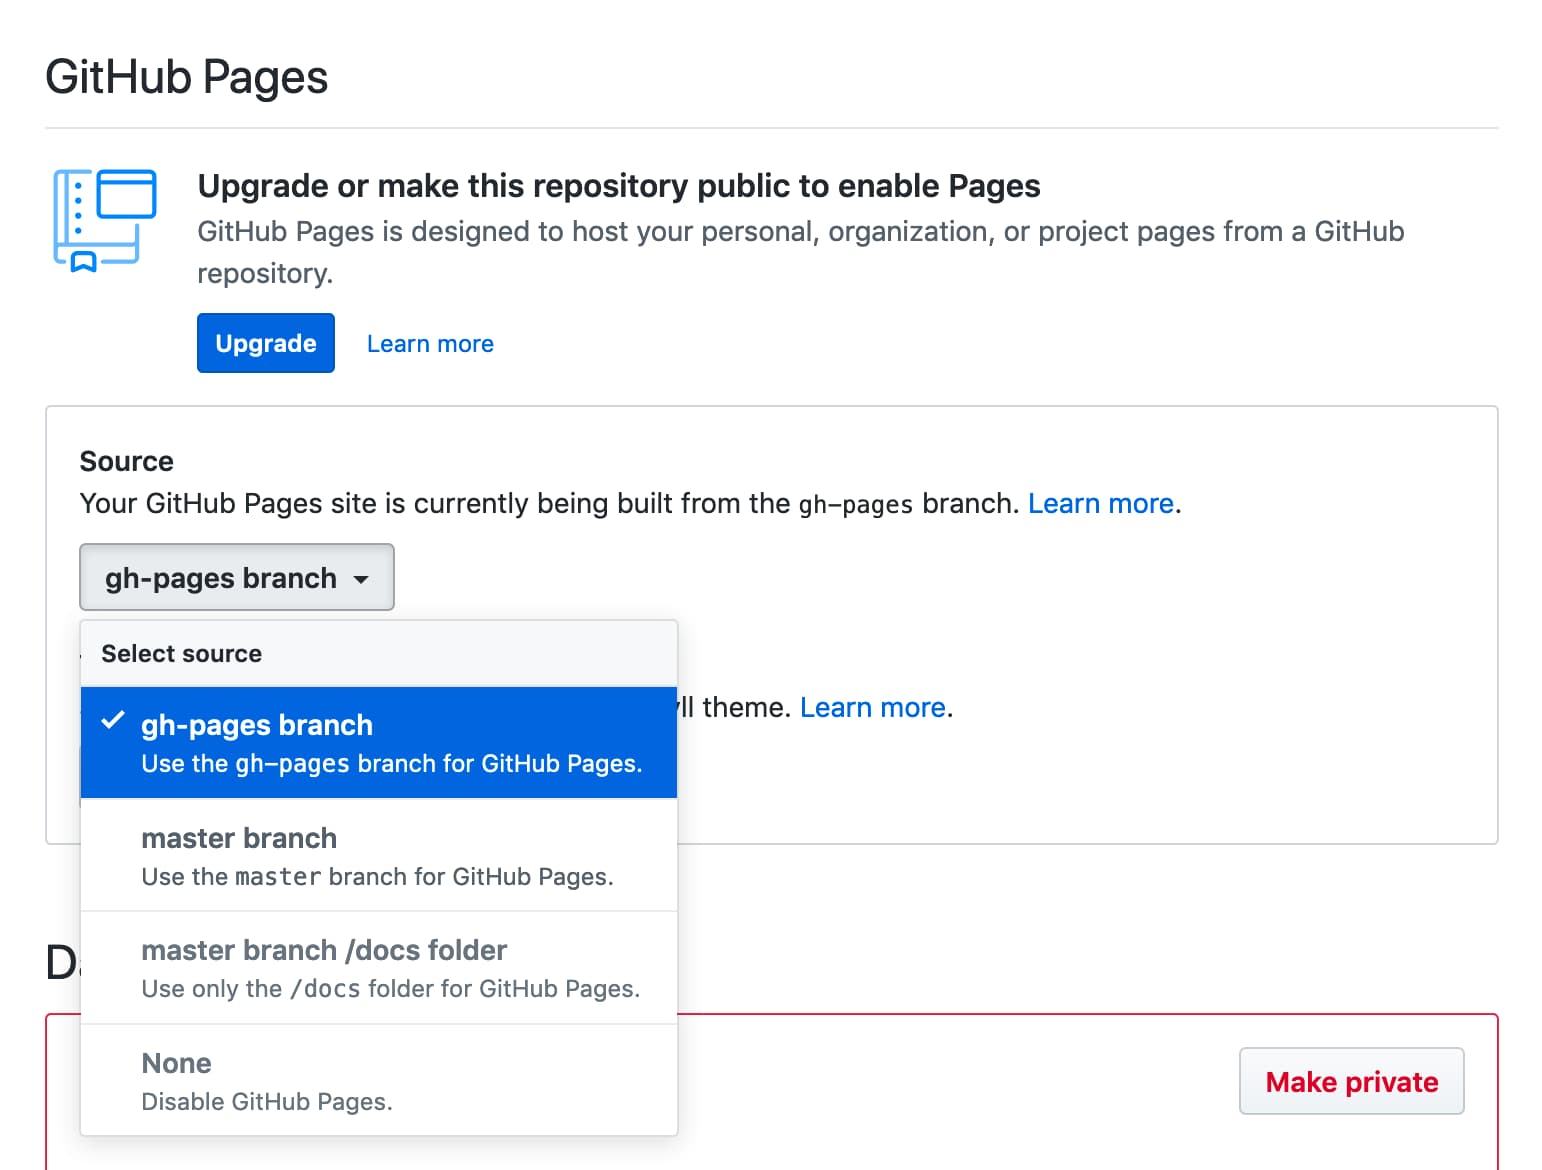 GitHub Pages
Upgrade or make this repository public to enable Pages
GitHub Pages is designed to host your personal, organization, or project pages from a GitHub
repository.
Upgrade Learn more
Source
Your GitHub Pages site is currently being built from the gh-pages branch. Learn more.
gh-pages branch
Select source
gh-pages branch
theme. Learn more.
Use the gh-pages branch for GitHub Pages.
master branch
Use the master branch for GitHub Pages.
master branch /docs folder
Use only the /docs folder for GitHub Pages.
None
Make private
Disable GitHub Pages.